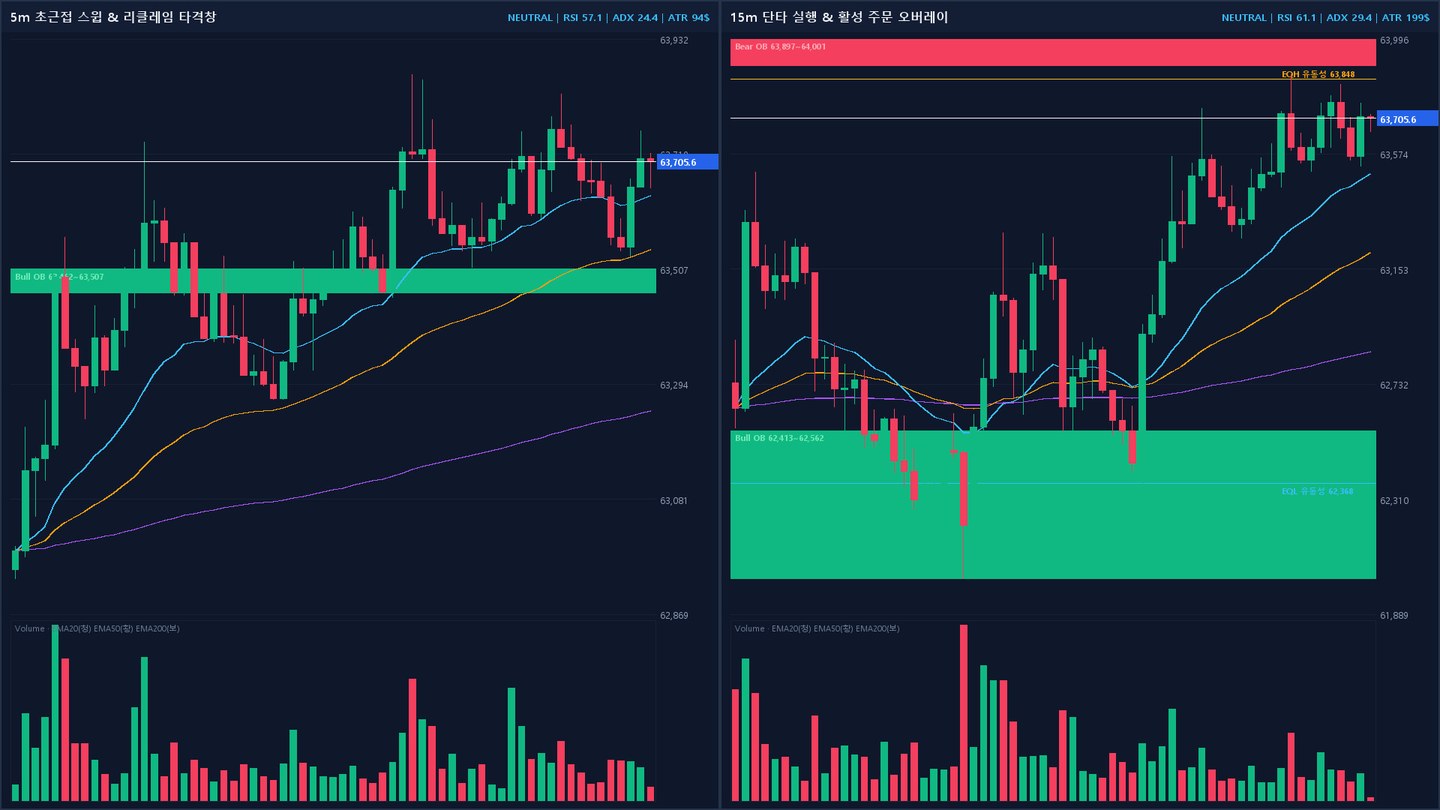 5m 초근접 스윕 & 리클레임 타격창
NEUTRAL | RSI 57.1 | ADX 24.4 | ATR 94$
63,932
63,705.6
Bull OB
63,507
63,507
63,294
63,081
62,869
Volume · EMA20(청) EMA50(황) EMA200(보)
15m 단타 실행 & 활성 주문 오버레이
NEUTRAL | RSI 61.1 | ADX 29.4 | ATR 199$
Bear OB 63,897~64,001
63,996
EQH 유동성 63,848
63,705.6
63,574
63,153
62,732
Bull OB 62,413~62,562
EQL 유동성 62,348
62,310
61,889
Volume · EMA20(청) EMA50(황) EMA200(보)